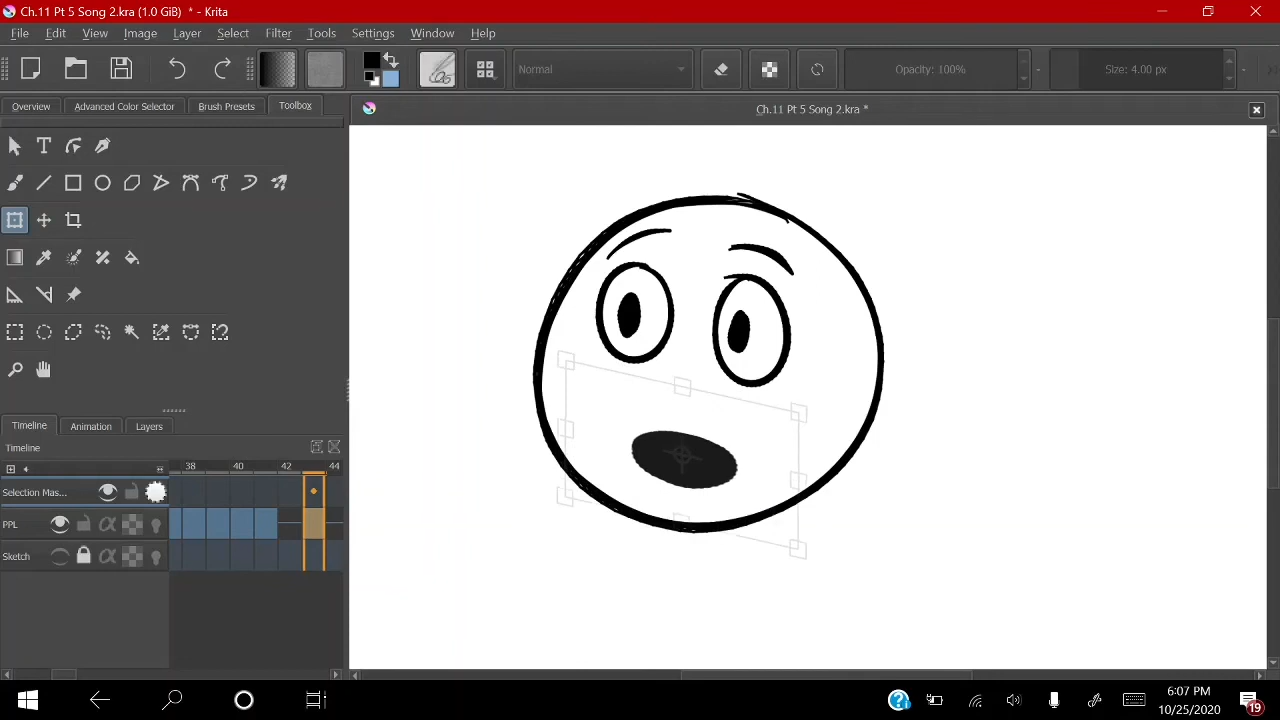 Ch.11 Pt 5 Song 2.kra (1.0 GiB) * - Krita
File Edit View Image Layer Select Filter Tools Settings Window Help
Normal Opacity: 100% Size: 4.00 px
Overview Advanced Color Selector Brush Presets Toolbox
Ch.11 Pt 5 Song 2.kra *
Timeline Animation Layers
Timeline
38 40 42 44
Selection Mas...
PPL
Sketch
6:07 PM
10/25/2020
19